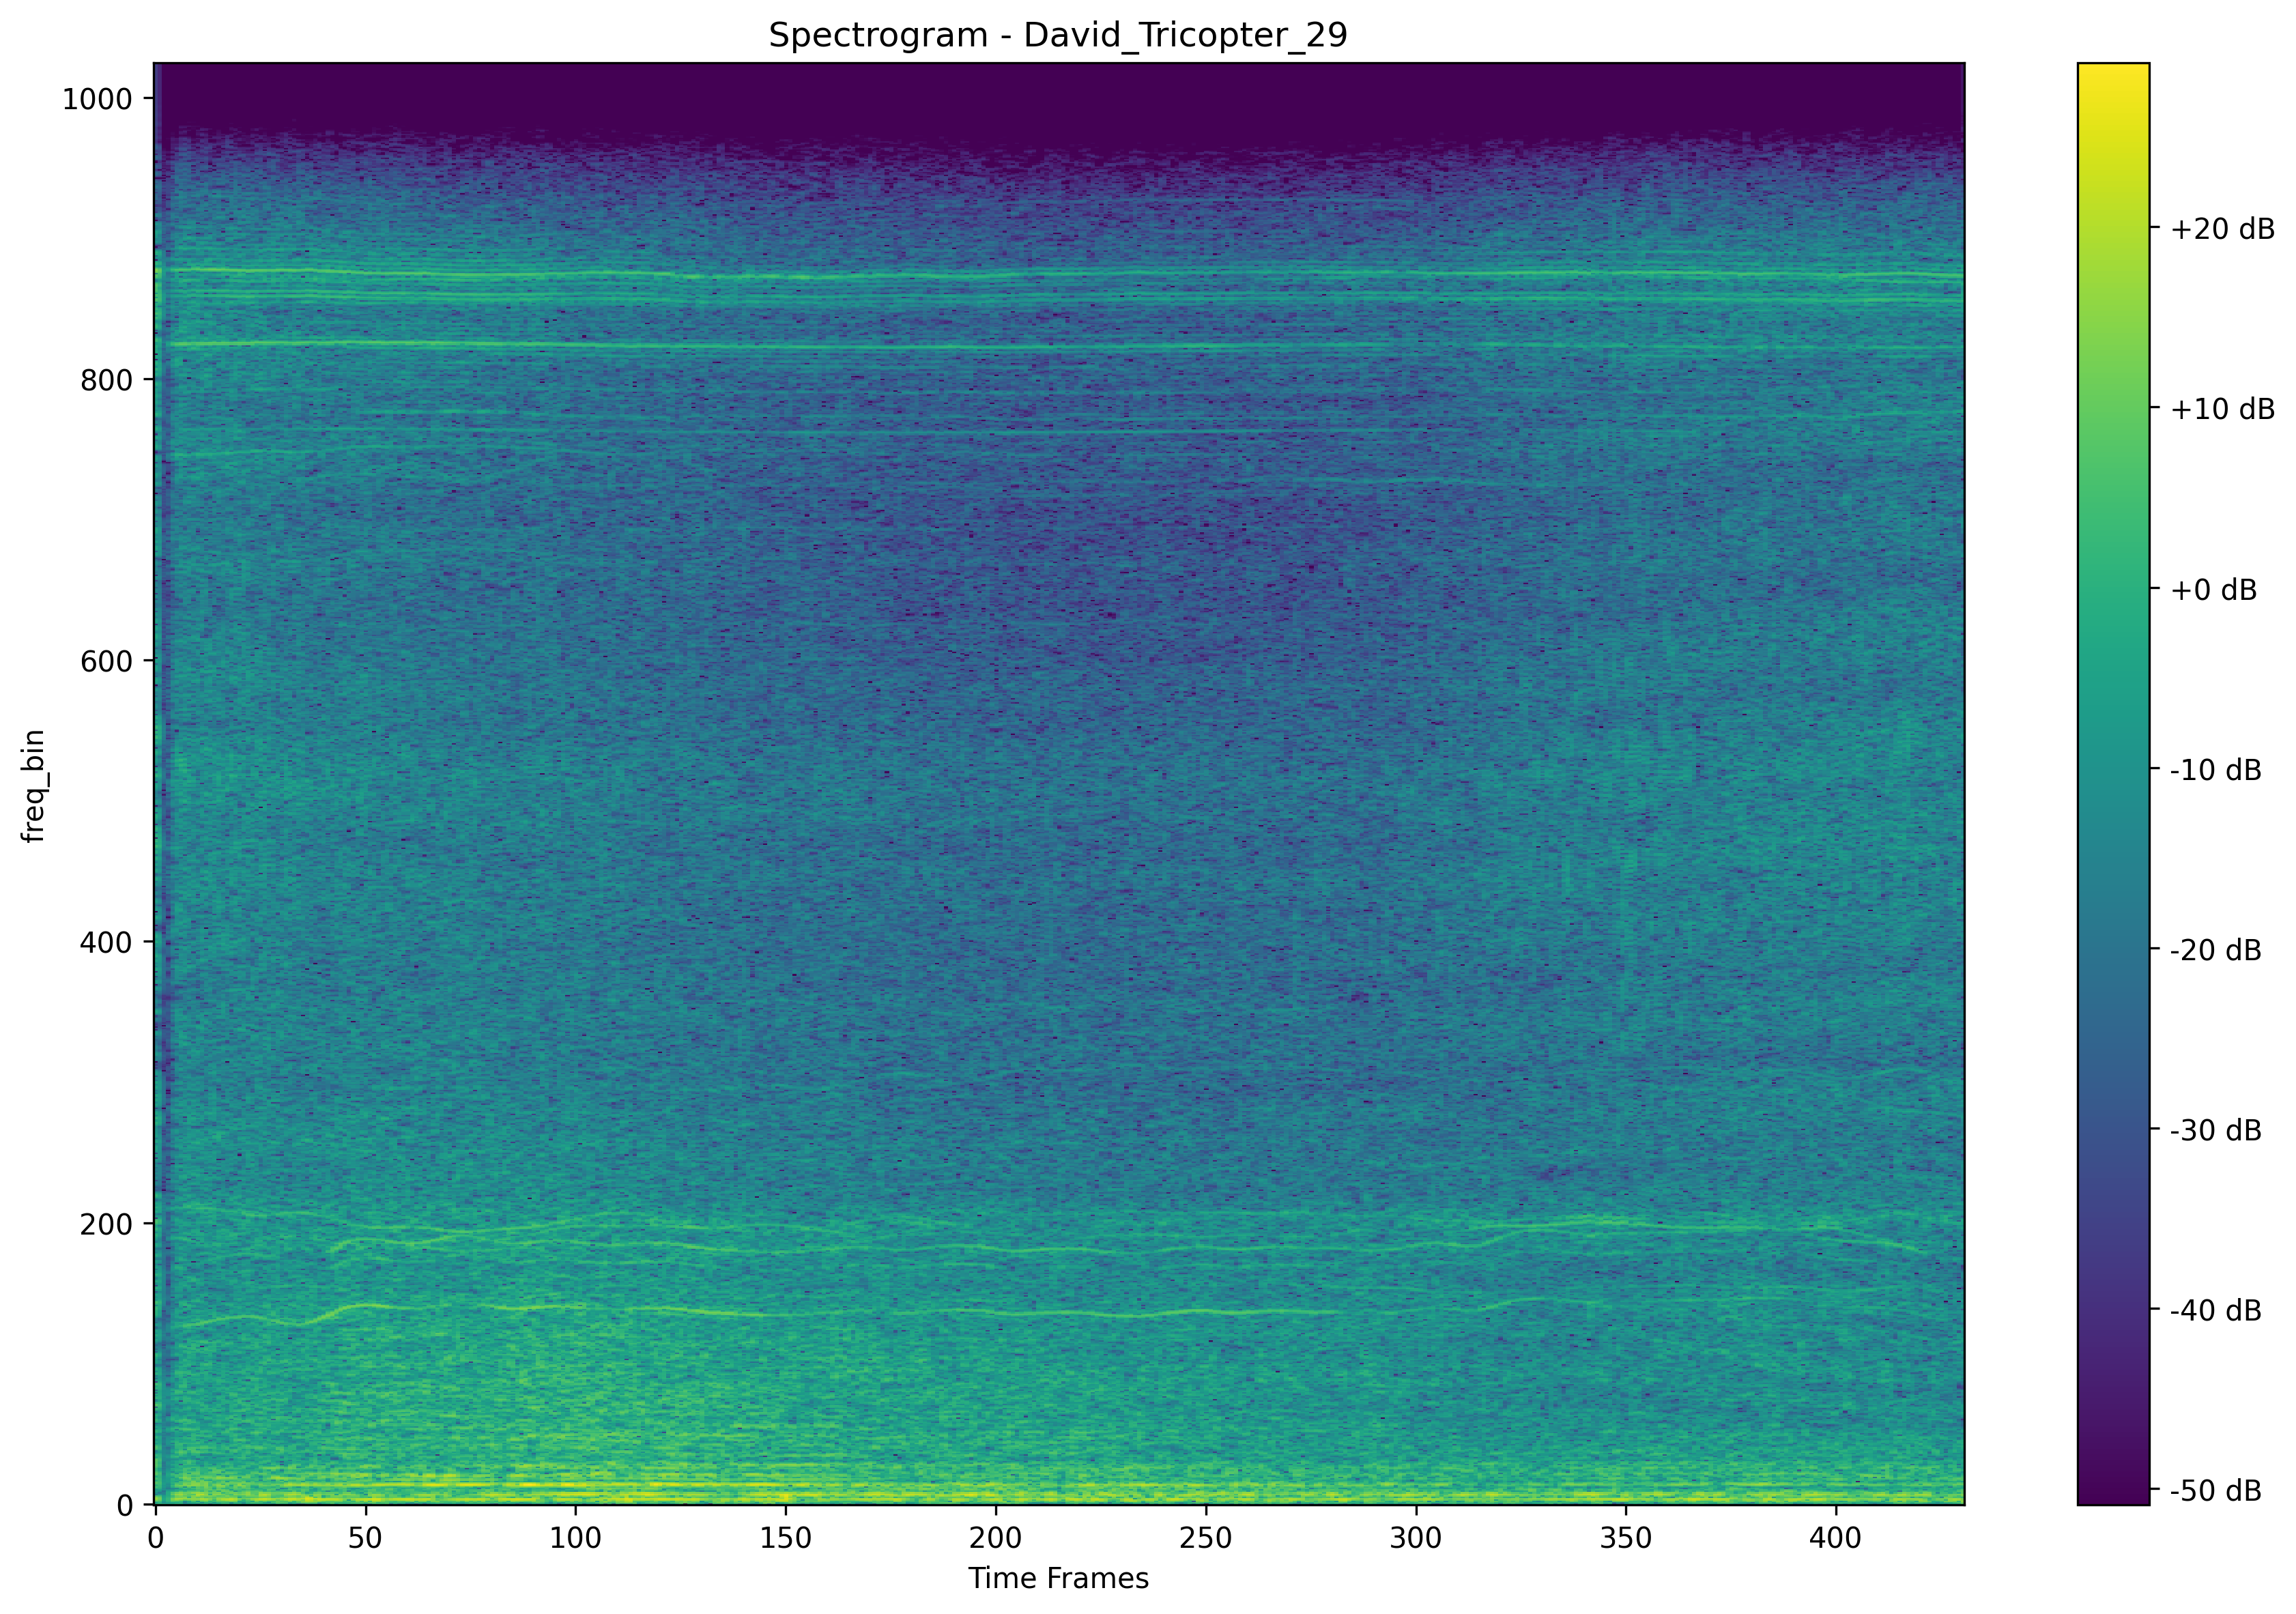 Spectrogram - David_Tricopter_29
1000
800
600
400
200
0
freq_bin
0 50 100 150 200 250 300 350 400
Time Frames
+20 dB
+10 dB
+0 dB
-10 dB
-20 dB
-30 dB
-40 dB
-50 dB